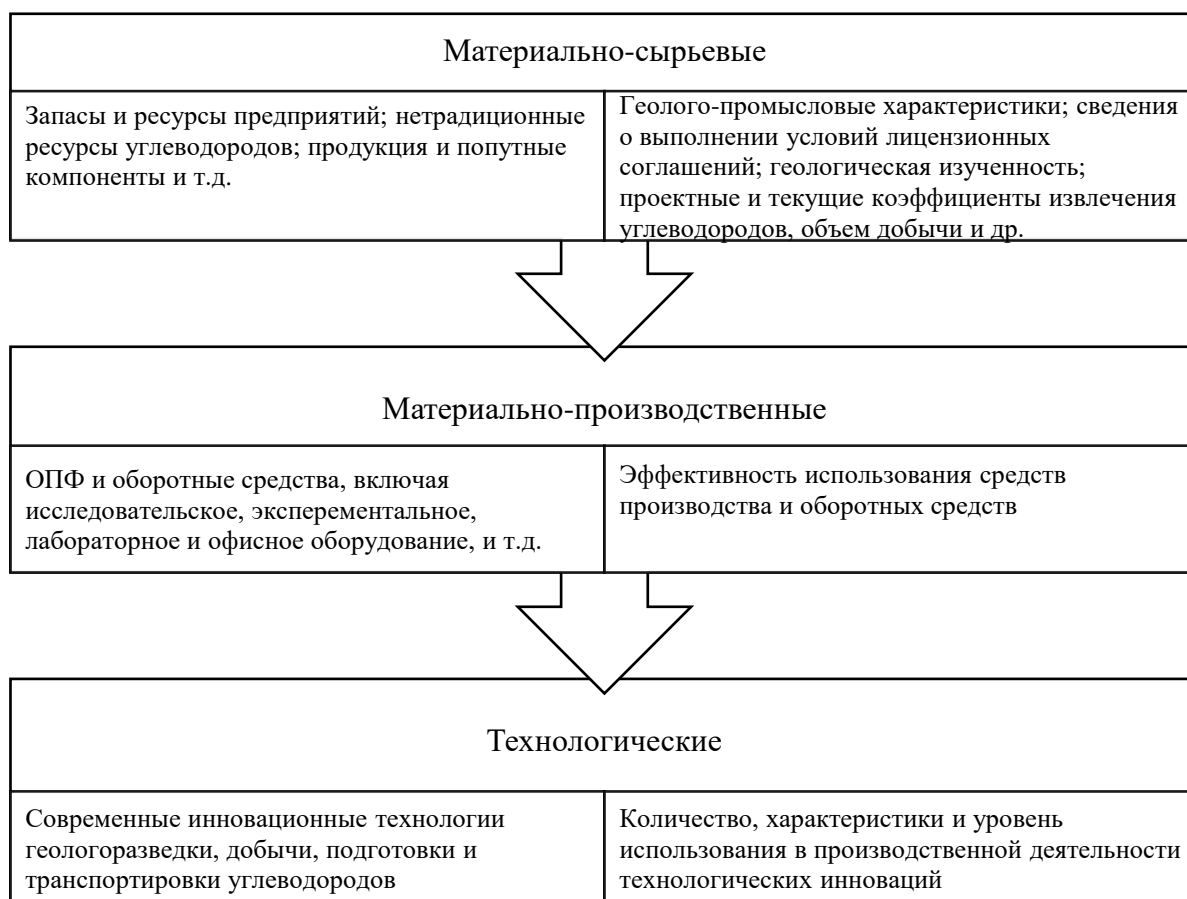 Материально-сырьевые
Запасы и ресурсы предприятий; нетрадиционные
ресурсы углеводородов; продукция и попутные
компоненты и т.д.
Геолого-промысловые характеристики; сведения
о выполнении условий лицензионных
соглашений; геологическая изученность;
проектные и текущие коэффициенты извлечения
углеводородов, объем добычи и др.
Материально-производственные
ОПФ и оборотные средства, включая
исследовательское, эксперементальное,
лабораторное и офисное оборудование, и т.д.
Эффективность использования средств
производства и оборотных средств
Технологические
Современные инновационные технологии
геологоразведки, добычи, подготовки и
транспортировки углеводородов
Количество, характеристики и уровень
использования в производственной деятельности
технологических инноваций